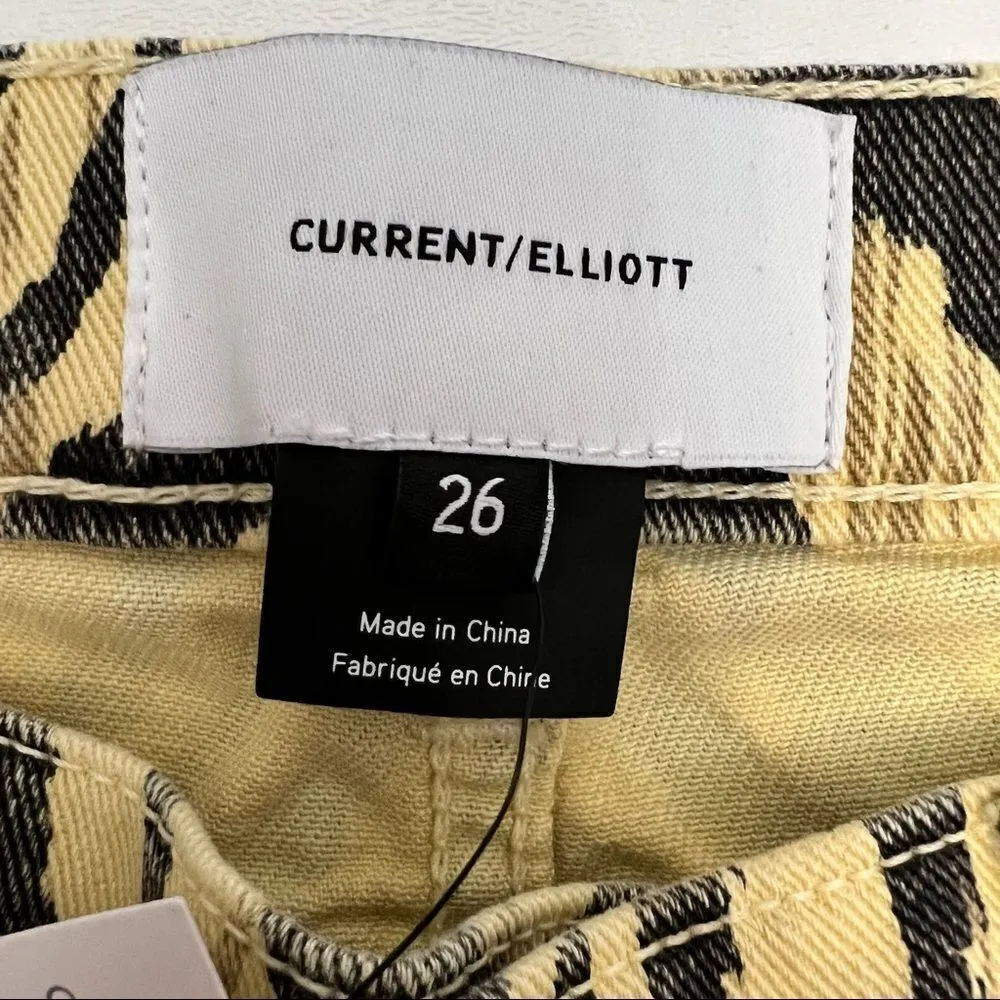 CURRENT/ELLIOTT
26
Made in China
Fabriqué en Chine